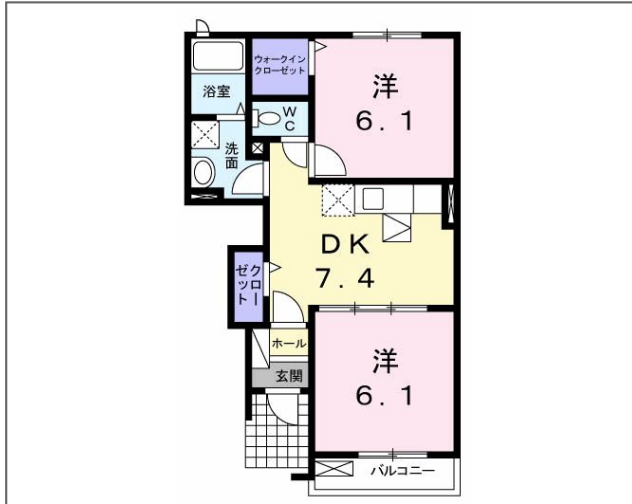 ウォークイン
クローゼット
洋
6.1
浴室
WC
洗面
DK
7.4
クロー
ゼット
ホール
玄関
洋
6.1
バルコニー